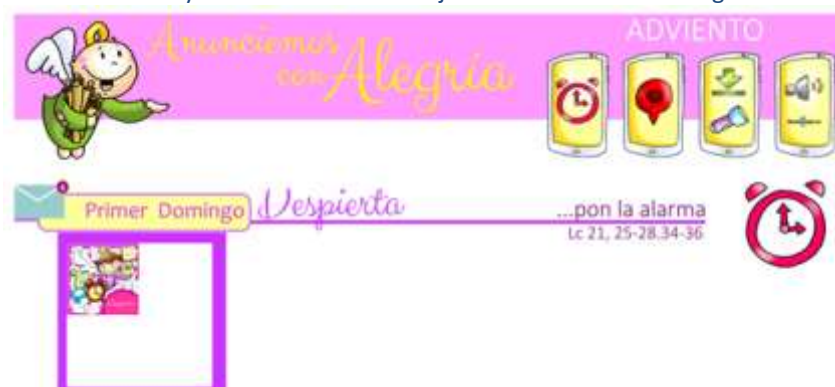 Anunciemos
con Alegría
ADVIENTO
Primer Domingo
Despierta
...pon la alarma
Lc 21, 25-28.34-36